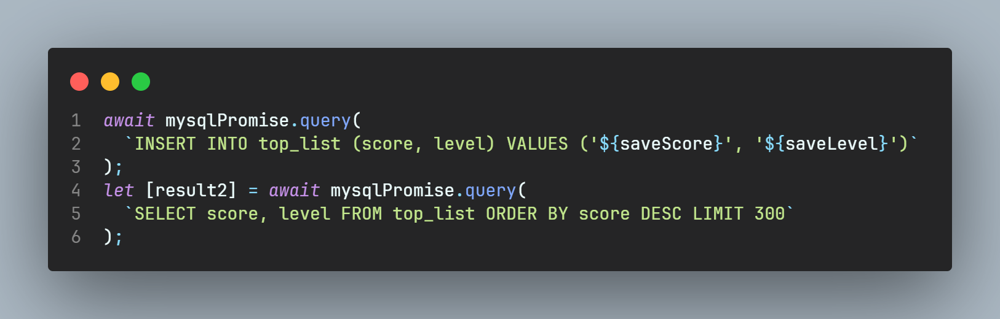 1 await mysqlPromise.query(
2   `INSERT INTO top_list (score, level) VALUES ('${saveScore}', '${saveLevel}')`
3 );
4 let [result2] = await mysqlPromise.query(
5   `SELECT score, level FROM top_list ORDER BY score DESC LIMIT 300`
6 );